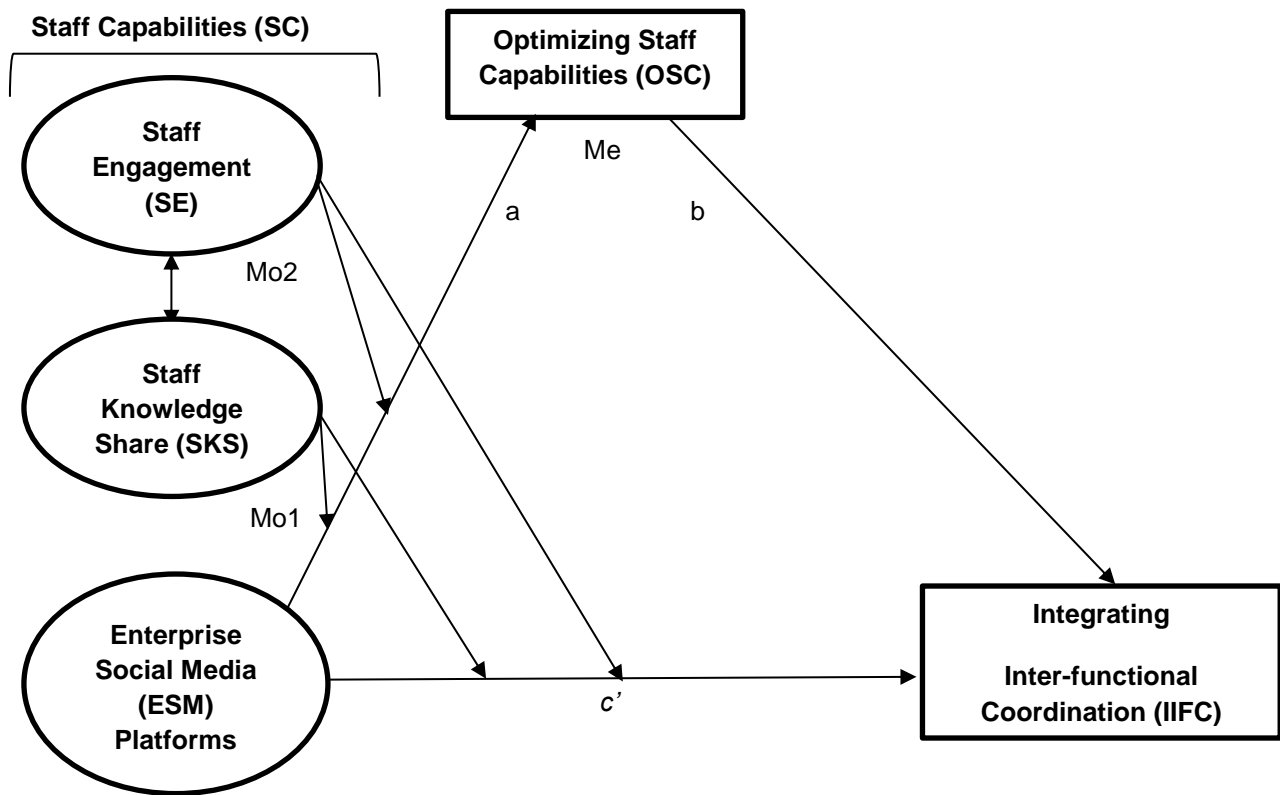 Staff Capabilities (SC)
Optimizing Staff
Capabilities (OSC)
Staff
Engagement
(SE)
Me
a
b
Mo2
Staff
Knowledge
Share (SKS)
Mo1
Enterprise
Social Media
(ESM)
Platforms
c’
Integrating
Inter-functional
Coordination (IIFC)